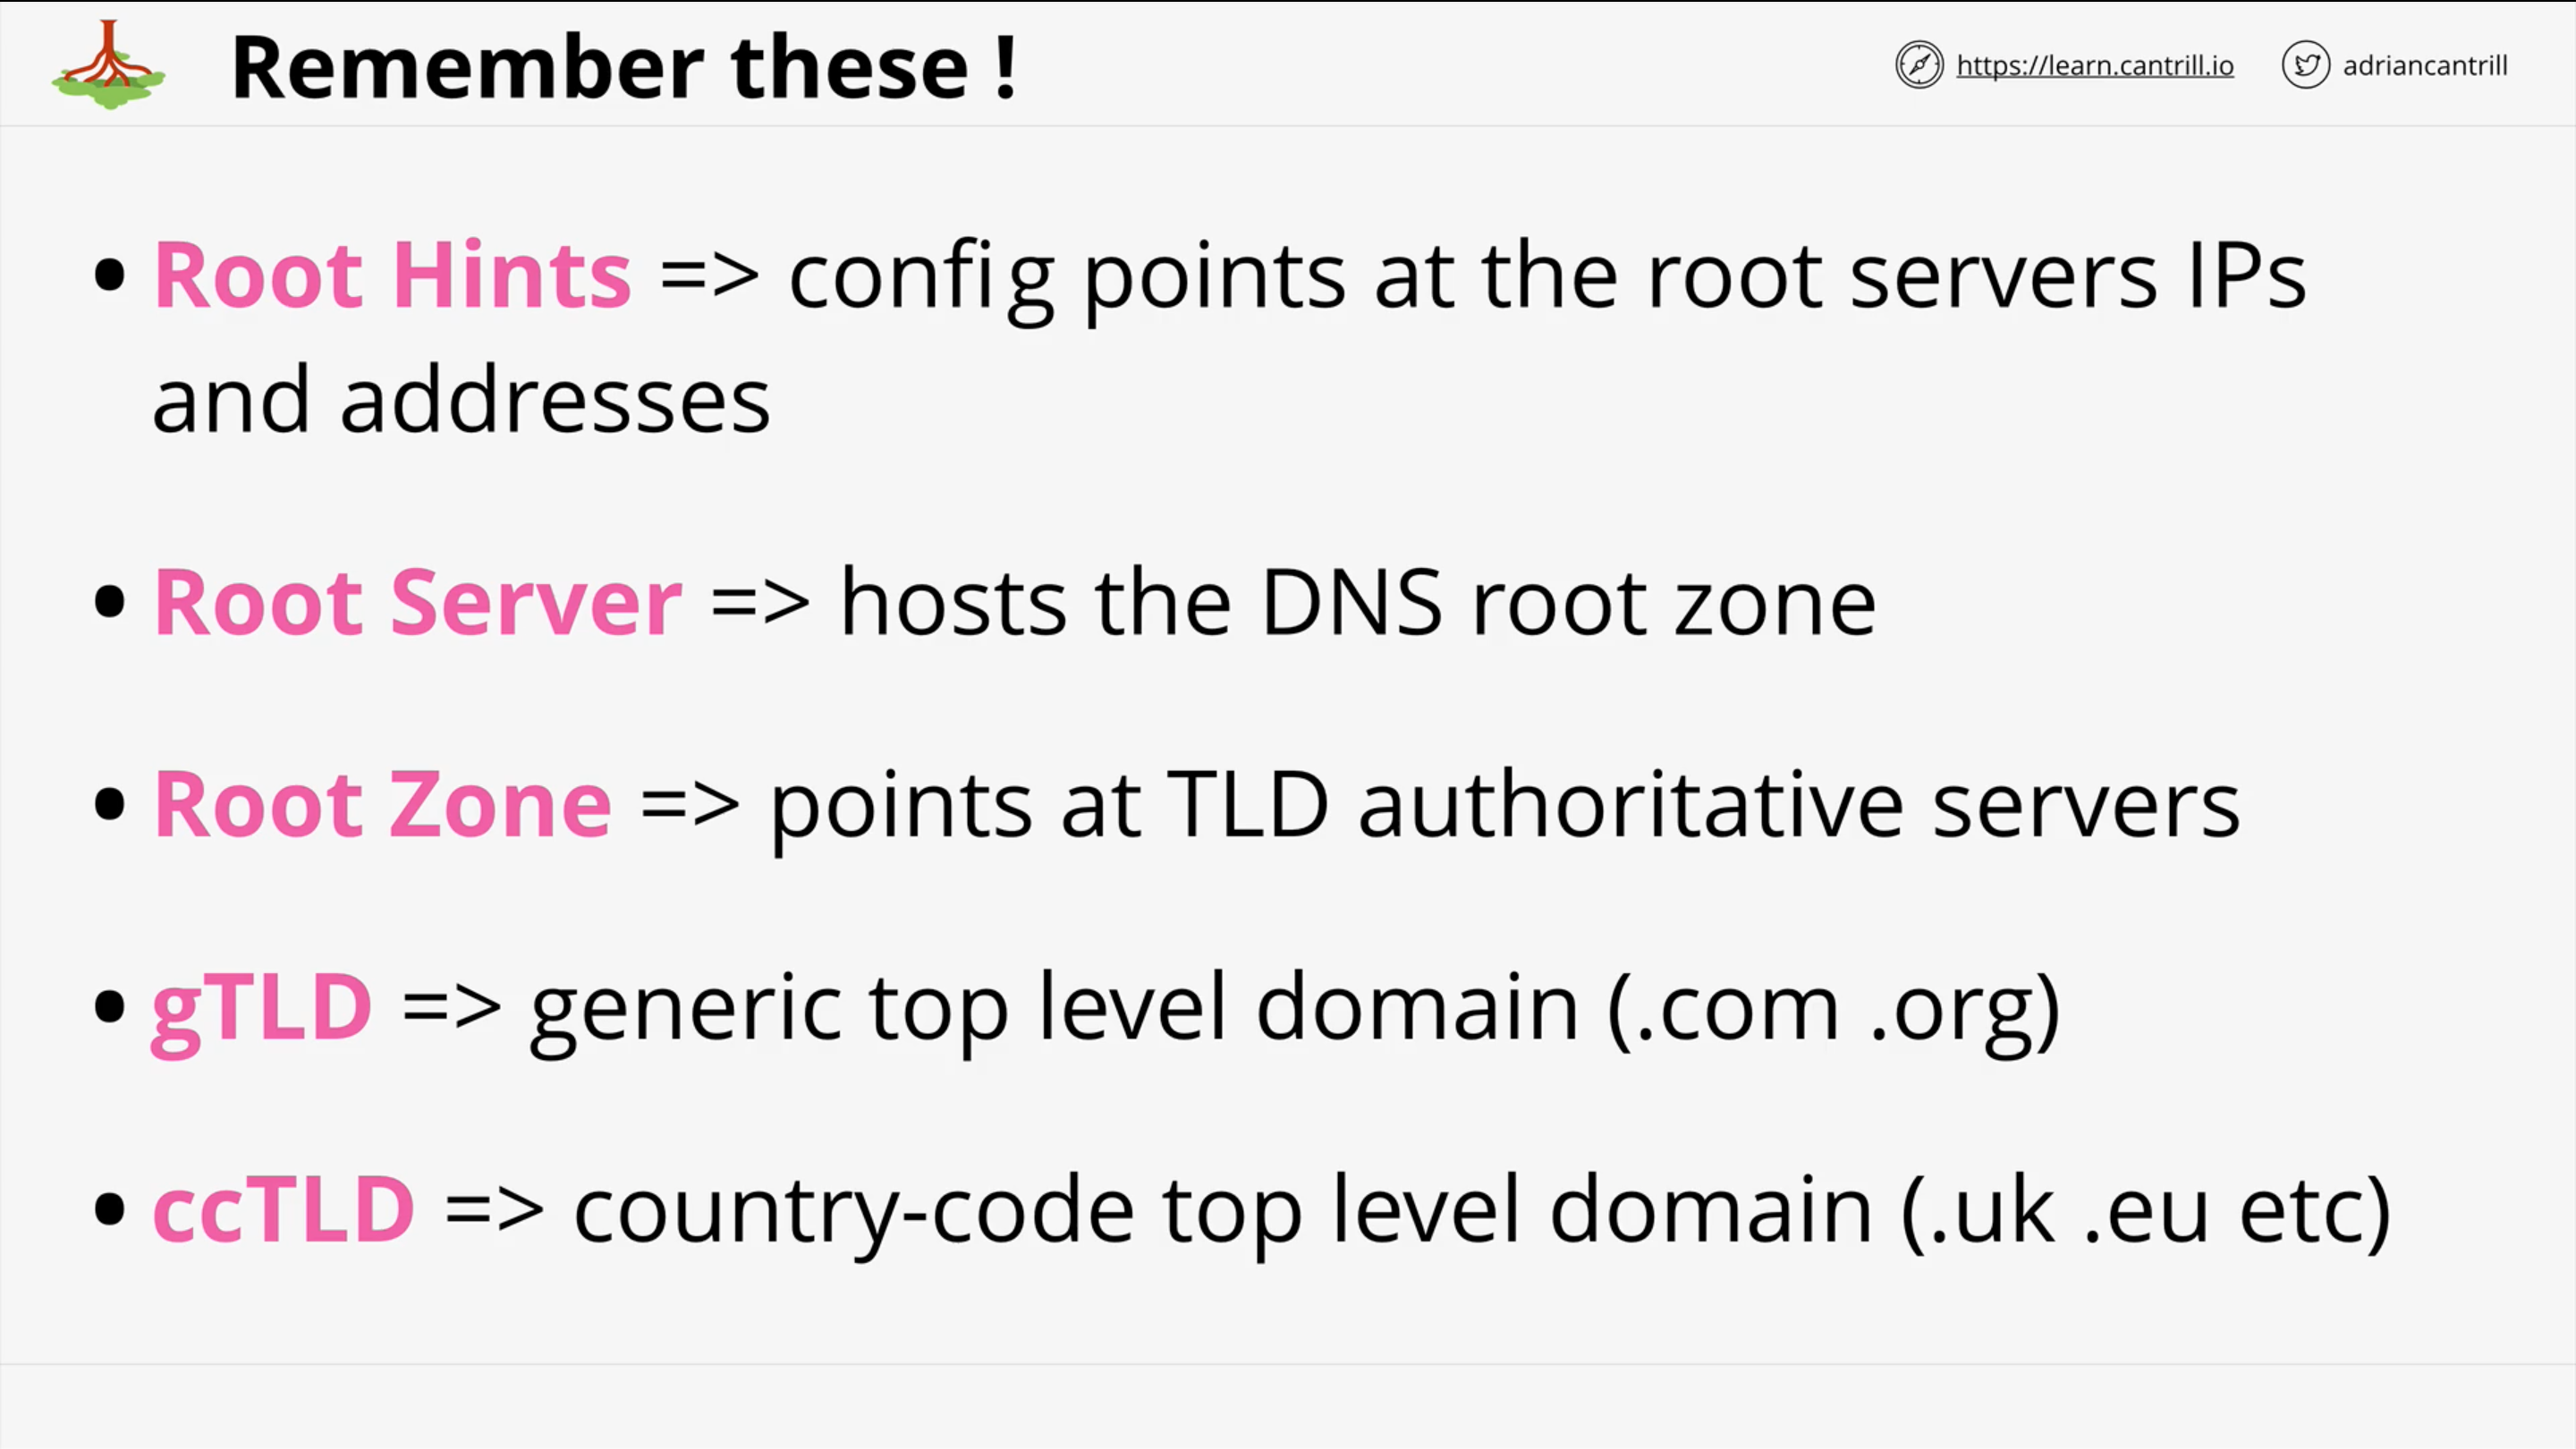 Remember these !
https://learn.cantrill.io
adriancantrill
• Root Hints => config points at the root servers IPs
and addresses
• Root Server => hosts the DNS root zone
• Root Zone => points at TLD authoritative servers
• gTLD => generic top level domain (.com .org)
• ccTLD => country-code top level domain (.uk .eu etc)